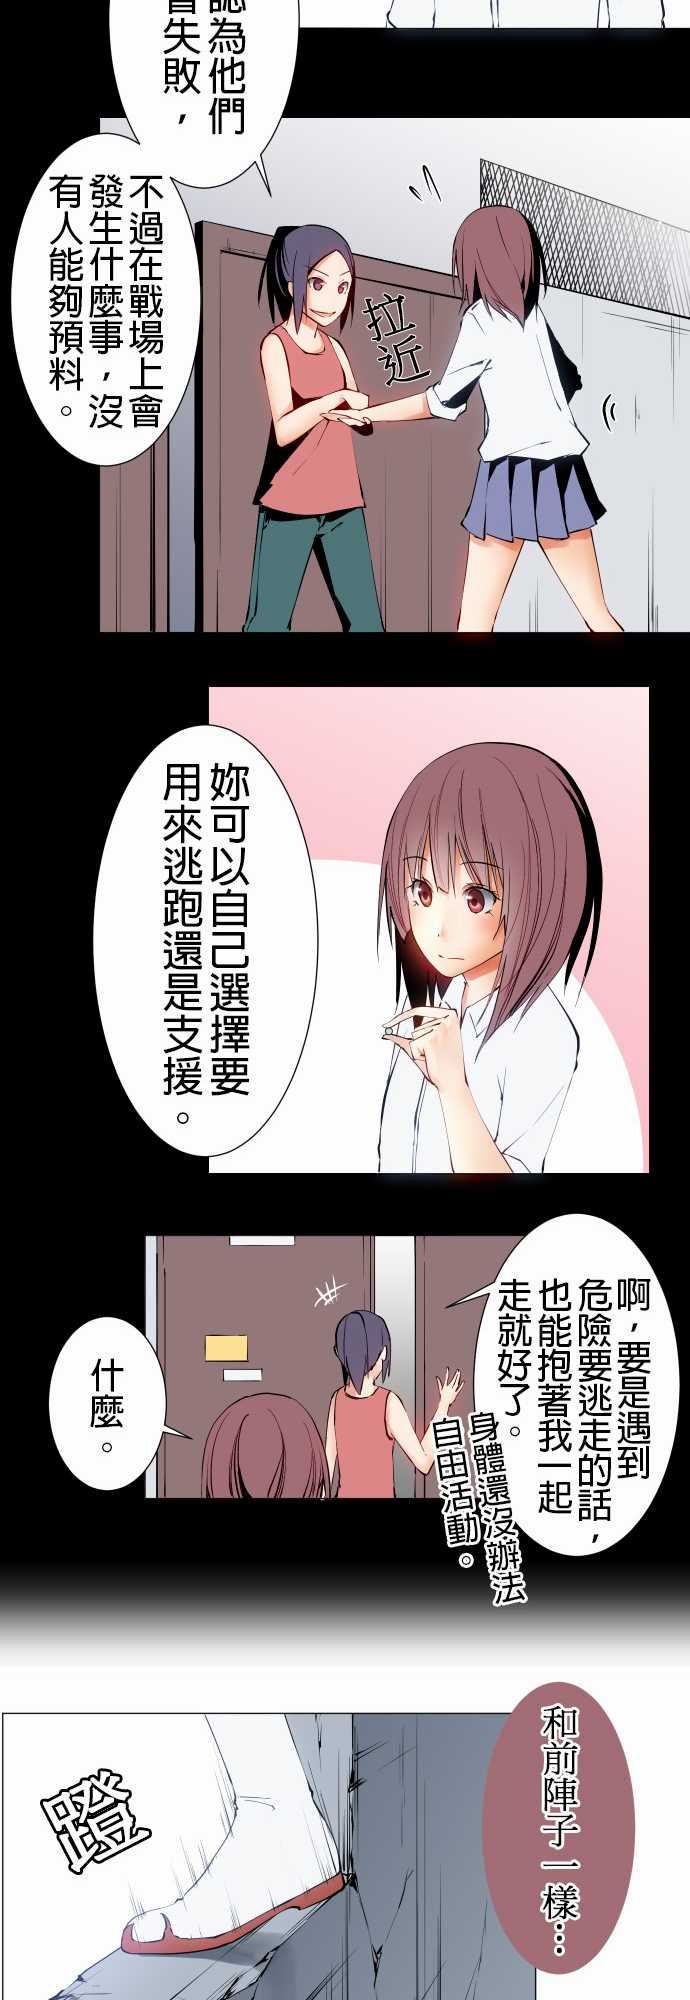 認為他們
會失敗，
不過在戰場上會
發生什麼事，沒
有人能夠預料。
拉近
妳可以自己選擇要
用來逃跑還是支援。
啊，要是遇到
危險要逃走的話，
也能抱著我一起
走就好了。
身體還沒辦法
自由活動。
什麼。
和前陣子一樣…
蹬